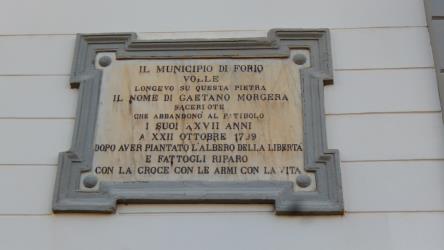 IL MUNICIPIO DI FORIO
VOLLE
LONGEVO SU QUESTA PIETRA
IL NOME DI GAETANO MORGERA
SACERDOTE
CHE ABBANDONÒ AL PATIBOLO
I SUOI XXVII ANNI
A XXII OTTOBRE 1799
DOPO AVER PIANTATO L'ALBERO DELLA LIBERTÀ
E FATTOGLI RIPARO
CON LA CROCE CON LE ARMI CON LA VITA